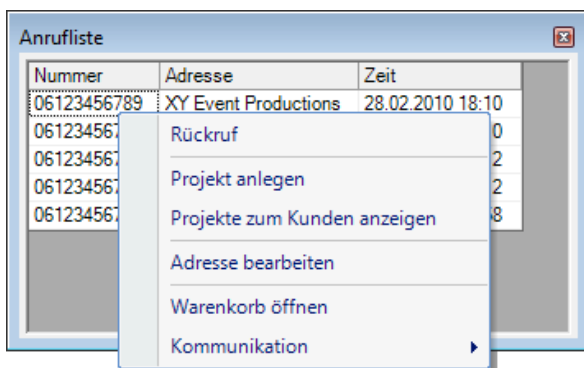 Anrufliste
Nummer Adresse Zeit
06123456789 XY Event Productions 28.02.2010 18:10
Rückruf
Projekt anlegen
Projekte zum Kunden anzeigen
Adresse bearbeiten
Warenkorb öffnen
Kommunikation